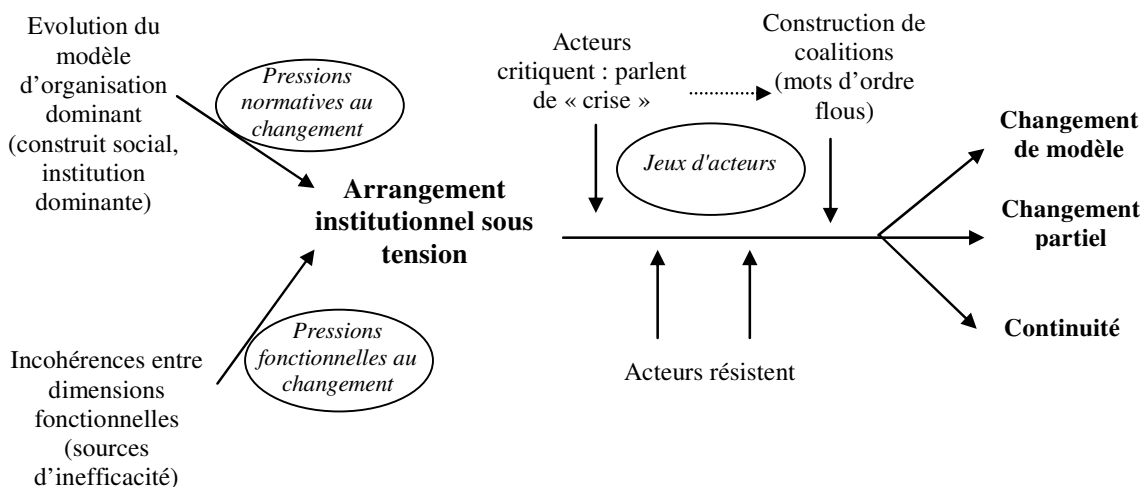 Evolution du
modèle
d’organisation
dominant
(construit social,
institution
dominante)
Pressions
normatives au
changement
Arrangement
institutionnel sous
tension
Incohérences entre
dimensions
fonctionnelles
(sources
d’inefficacité)
Pressions
fonctionnelles au
changement
Acteurs
critiquent : parlent
de « crise »
Construction de
coalitions
(mots d’ordre
flous)
Jeux d'acteurs
Acteurs résistent
Changement
de modèle
Changement
partiel
Continuité